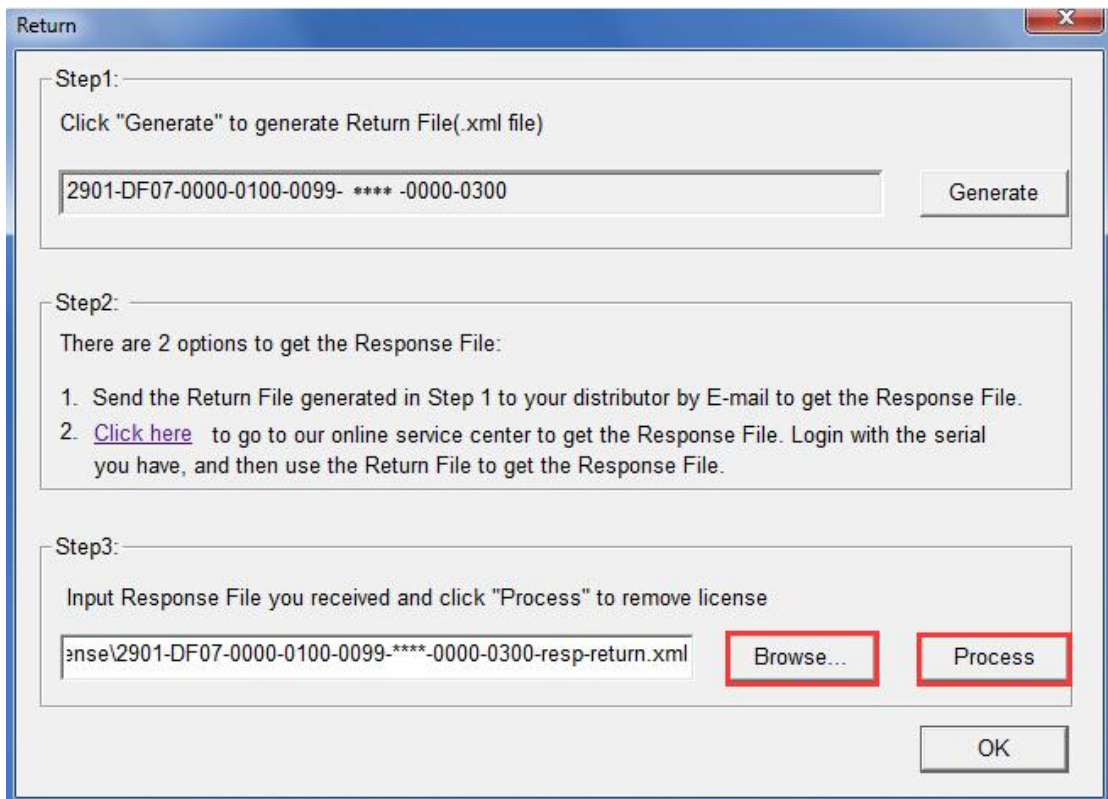 Return
Step1:
Click "Generate" to generate Return File(.xml file)
2901-DF07-0000-0100-0099- **** -0000-0300
Generate
Step2:
There are 2 options to get the Response File:
1. Send the Return File generated in Step 1 to your distributor by E-mail to get the Response File.
2. Click here to go to our online service center to get the Response File. Login with the serial
you have, and then use the Return File to get the Response File.
Step3:
Input Response File you received and click "Process" to remove license
ense\2901-DF07-0000-0100-0099-****-0000-0300-resp-return.xml
Browse...
Process
OK